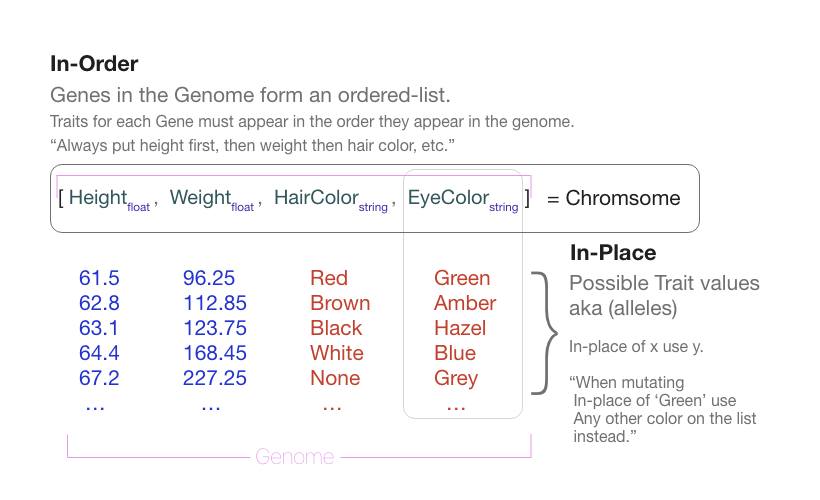 In-Order
Genes in the Genome form an ordered-list.
Traits for each Gene must appear in the order they appear in the genome.
“Always put height first, then weight then hair color, etc.”
[ Height float , Weight float , HairColor string , EyeColor string ] = Chromsome
In-Place
Possible Trait values
aka (alleles)
In-place of x use y.
“When mutating
In-place of ‘Green’ use
Any other color on the list
instead.”
61.5 96.25 Red Green
62.8 112.85 Brown Amber
63.1 123.75 Black Hazel
64.4 168.45 White Blue
67.2 227.25 None Grey
... ... ... ...
Genome